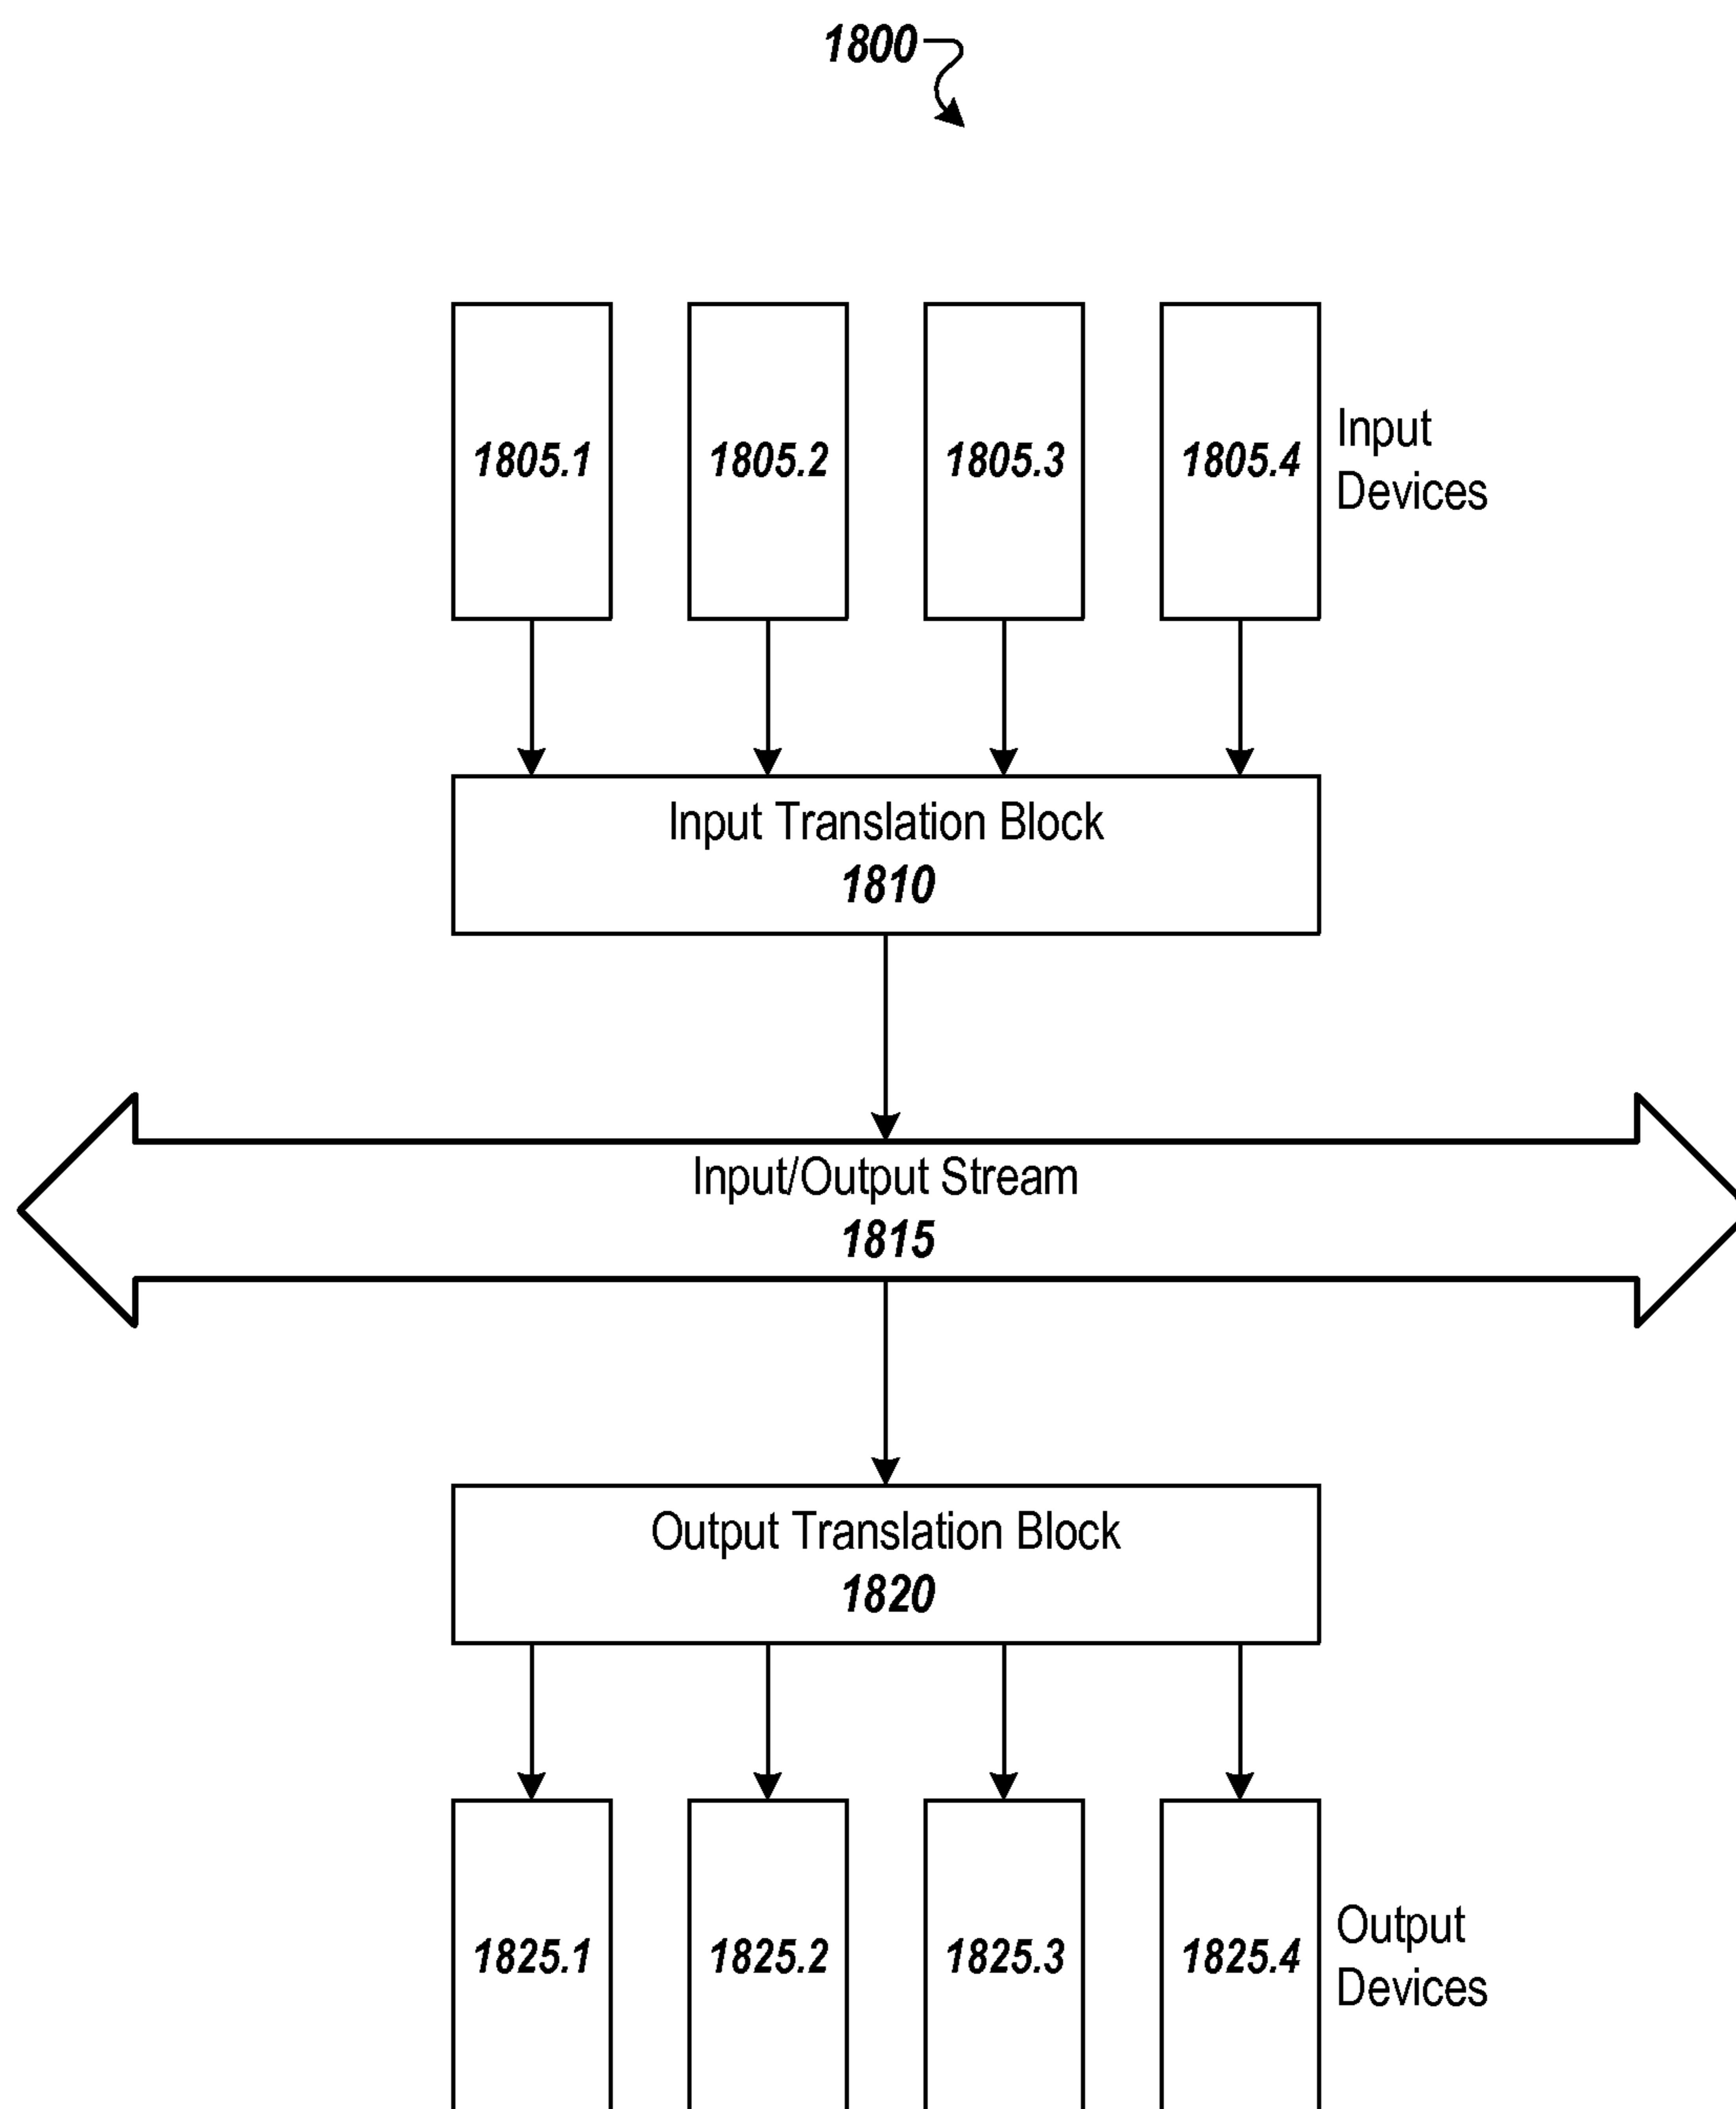 1800
1805.1 1805.2 1805.3 1805.4
Input
Devices
Input Translation Block
1810
Input/Output Stream
1815
Output Translation Block
1820
1825.1 1825.2 1825.3 1825.4
Output
Devices